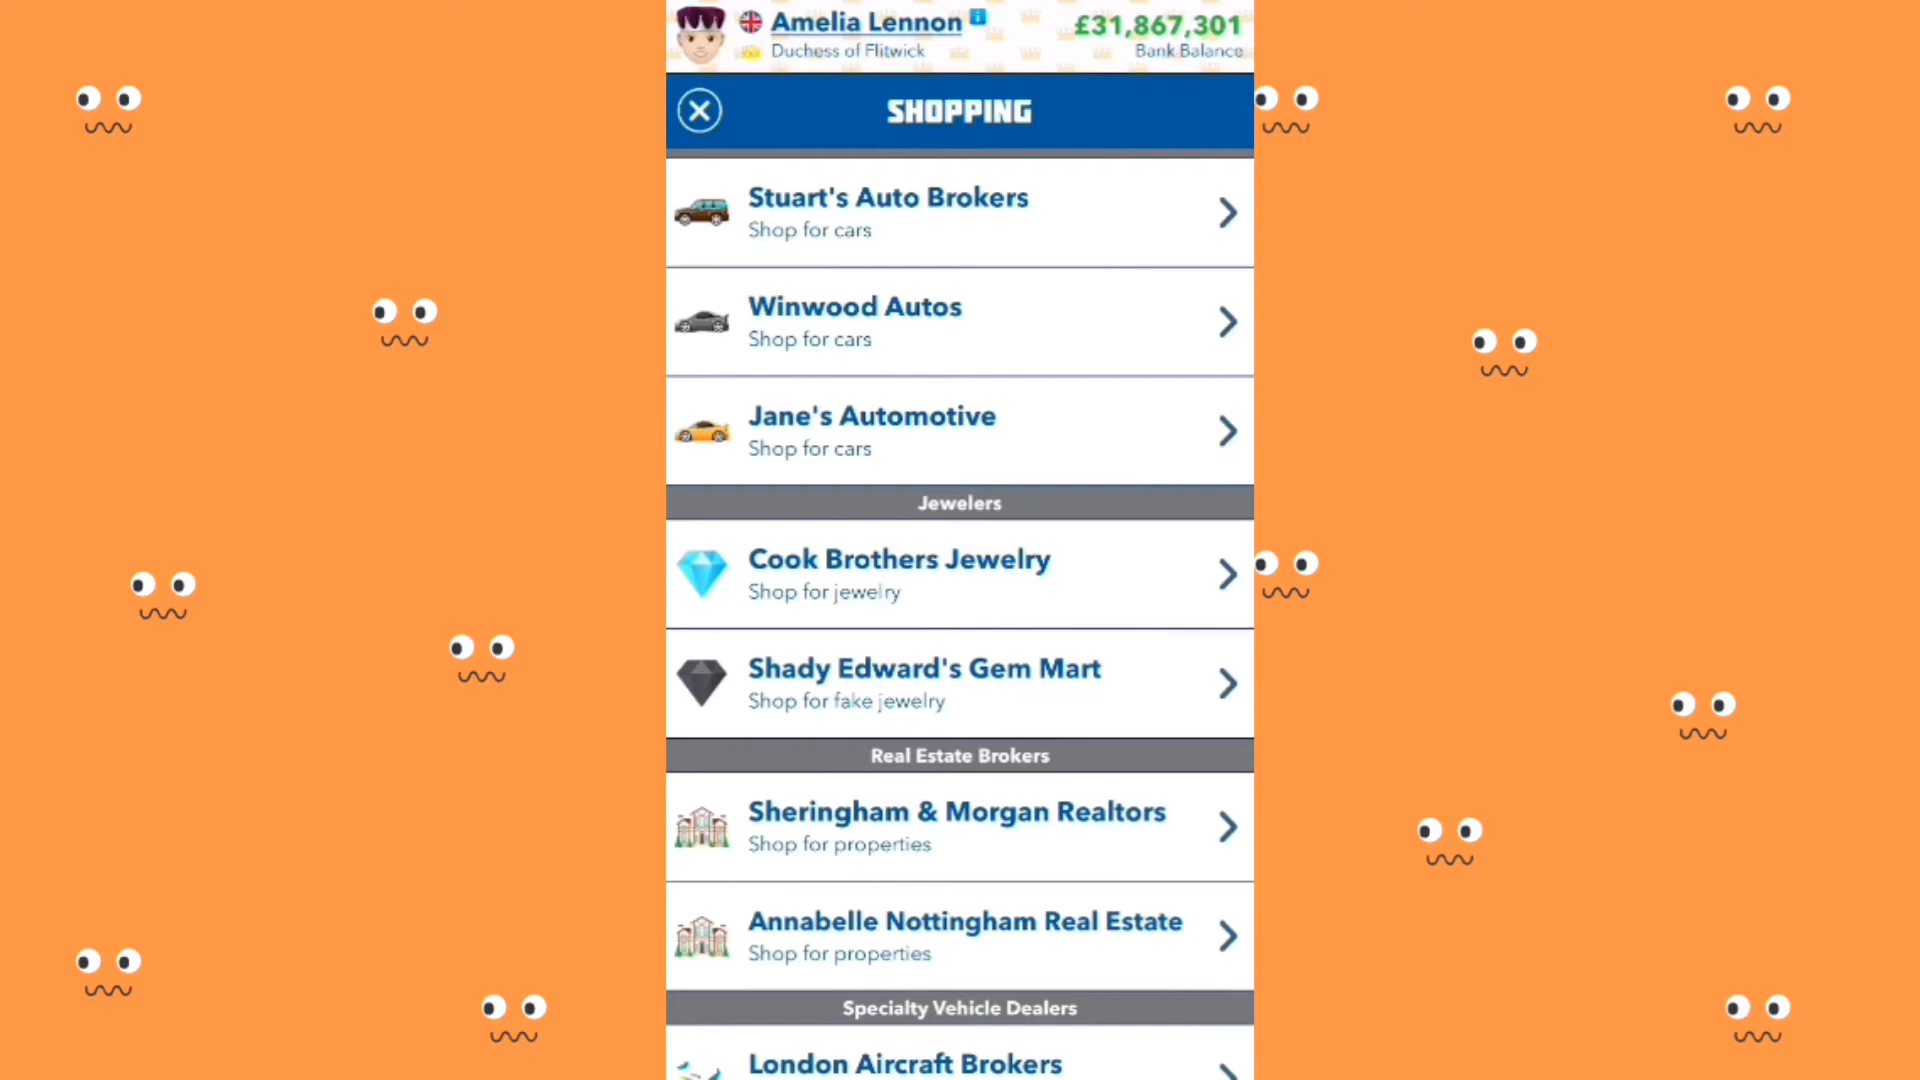 Amelia Lennon
£31,867,301
Duchess of Flitwick
Bank Balance
SHOPPING
Stuart's Auto Brokers
Shop for cars
Winwood Autos
Shop for cars
Jane's Automotive
Shop for cars
Jewelers
Cook Brothers Jewelry
Shop for jewelry
Shady Edward's Gem Mart
Shop for fake jewelry
Real Estate Brokers
Sheringham & Morgan Realtors
Shop for properties
Annabelle Nottingham Real Estate
Shop for properties
Specialty Vehicle Dealers
London Aircraft Brokers